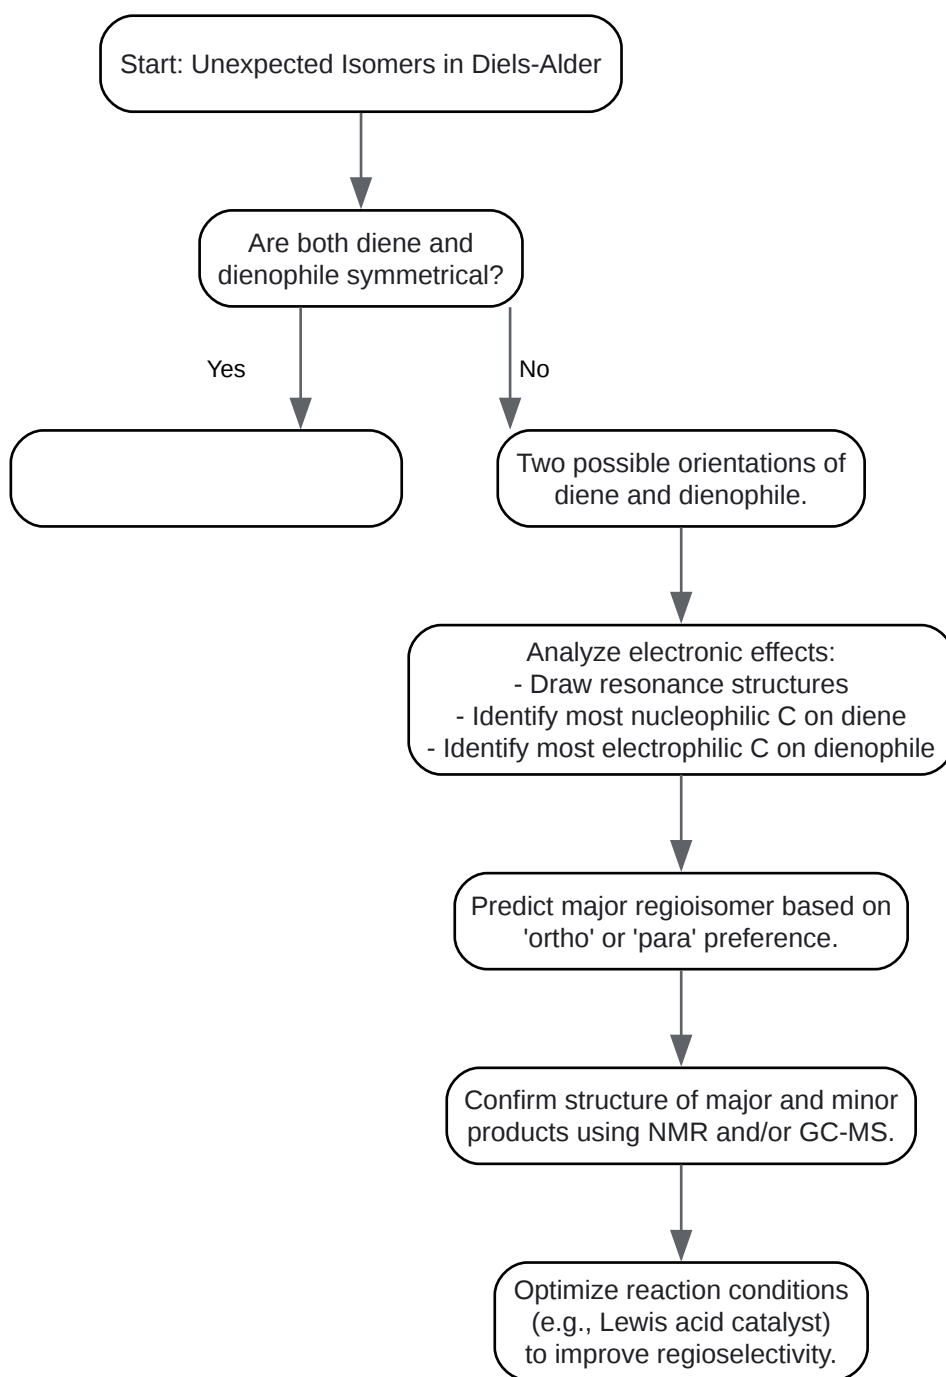 Start: Unexpected Isomers in Diels-Alder
Are both diene and
dienophile symmetrical?
Yes
No
Two possible orientations of
diene and dienophile.
Analyze electronic effects:
- Draw resonance structures
- Identify most nucleophilic C on diene
- Identify most electrophilic C on dienophile
Predict major regioisomer based on
'ortho' or 'para' preference.
Confirm structure of major and minor
products using NMR and/or GC-MS.
Optimize reaction conditions
(e.g., Lewis acid catalyst)
to improve regioselectivity.